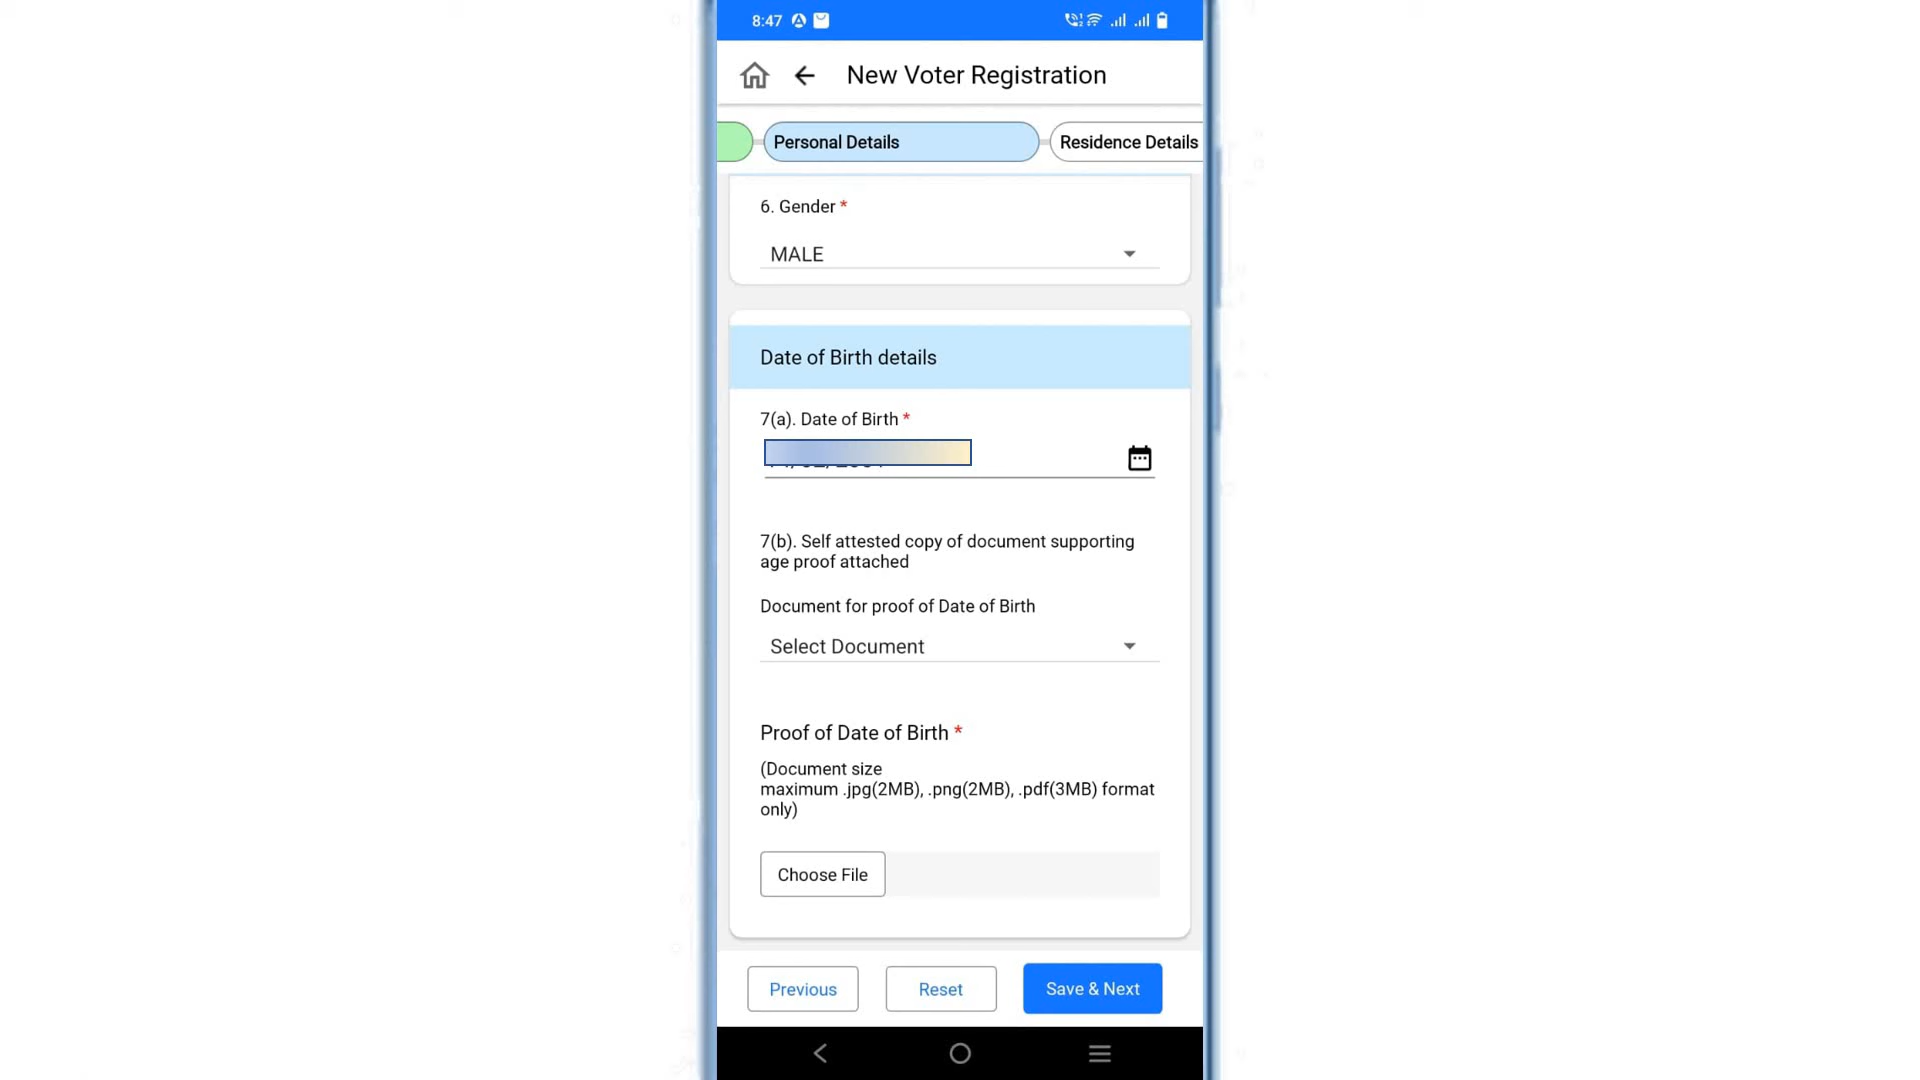 8:47
New Voter Registration
Personal Details
Residence Details
6. Gender *
MALE
Date of Birth details
7(a). Date of Birth *
7(b). Self attested copy of document supporting
age proof attached
Document for proof of Date of Birth
Select Document
Proof of Date of Birth *
(Document size
maximum .jpg(2MB), .png(2MB), .pdf(3MB) format
only)
Choose File
Previous
Reset
Save & Next